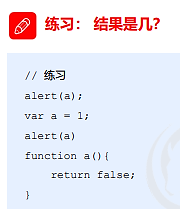 练习： 结果是几？
// 练习
alert(a);
var a = 1;
alert(a)
function a(){
    return false;
}